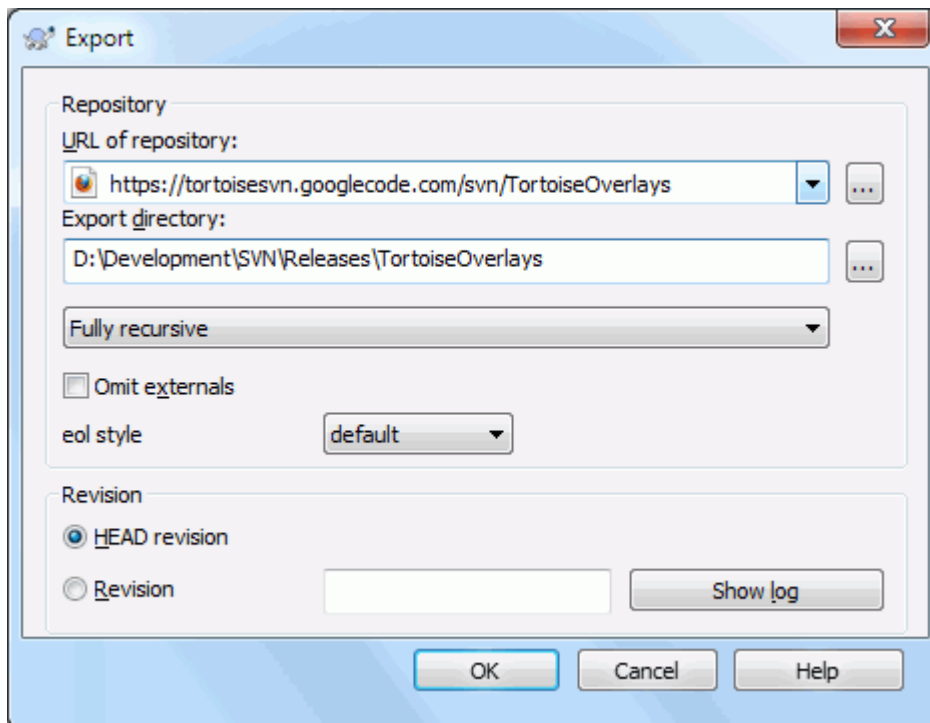 Export
Repository
URL of repository:
https://tortoisesvn.googlecode.com/svn/TortoiseOverlays
...
Export directory:
D:\Development\SVN\Releases\TortoiseOverlays
...
Fully recursive
Omit externals
eol style default
Revision
HEAD revision
Revision Show log
OK Cancel Help